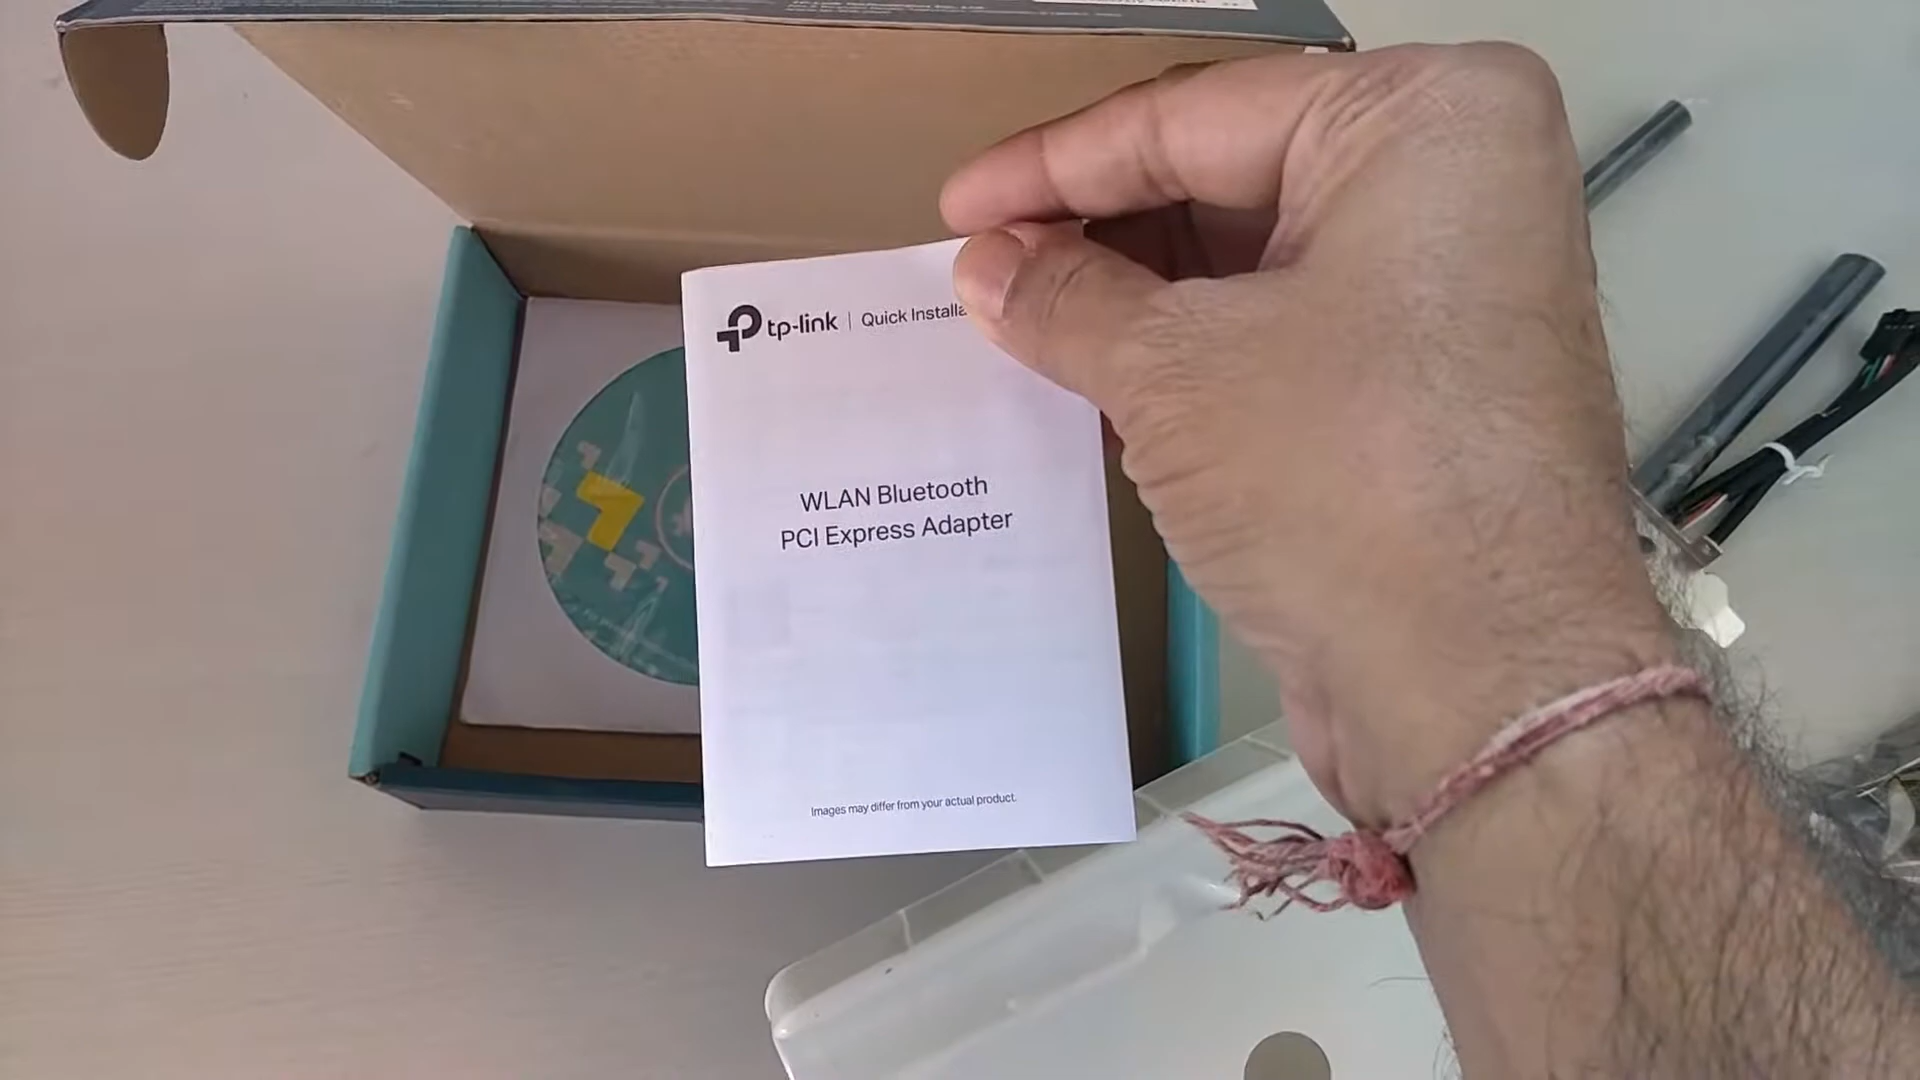 tp-link | Quick Installa
WLAN Bluetooth
PCI Express Adapter
Images may differ from your actual product.